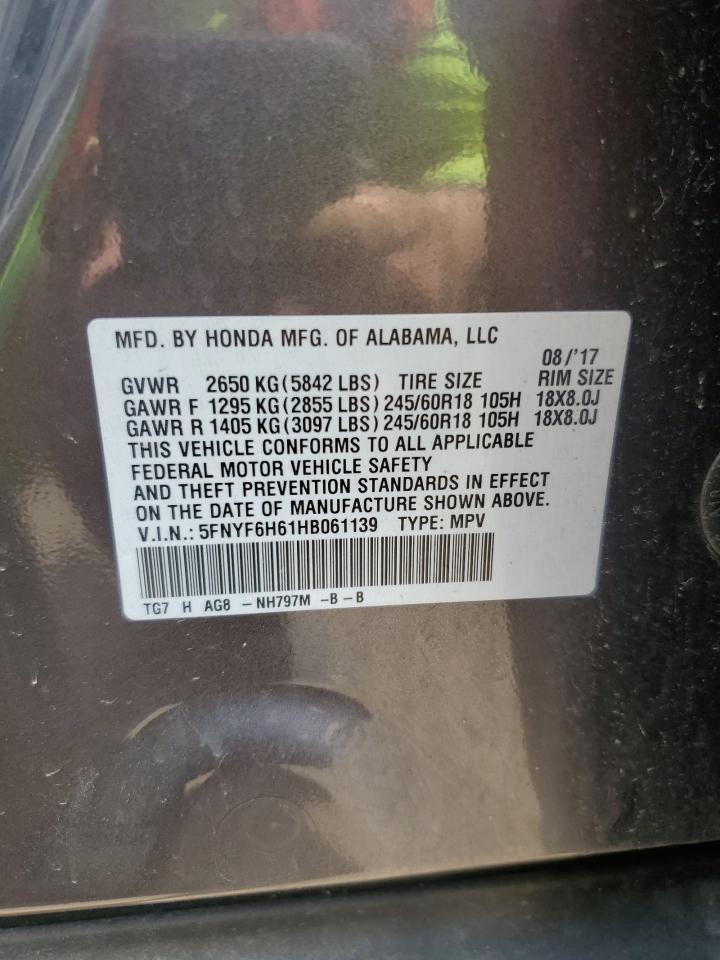 MFD. BY HONDA MFG. OF ALABAMA, LLC
08/'17
GVWR 2650 KG(5842 LBS) TIRE SIZE RIM SIZE
GAWR F 1295 KG(2855 LBS) 245/60R18 105H 18X8.0J
GAWR R 1405 KG(3097 LBS) 245/60R18 105H 18X8.0J
THIS VEHICLE CONFORMS TO ALL APPLICABLE
FEDERAL MOTOR VEHICLE SAFETY
AND THEFT PREVENTION STANDARDS IN EFFECT
ON THE DATE OF MANUFACTURE SHOWN ABOVE.
V.I.N.: 5FNYF6H61HB061139 TYPE: MPV
TG7 H AG8 -NH797M -B-B